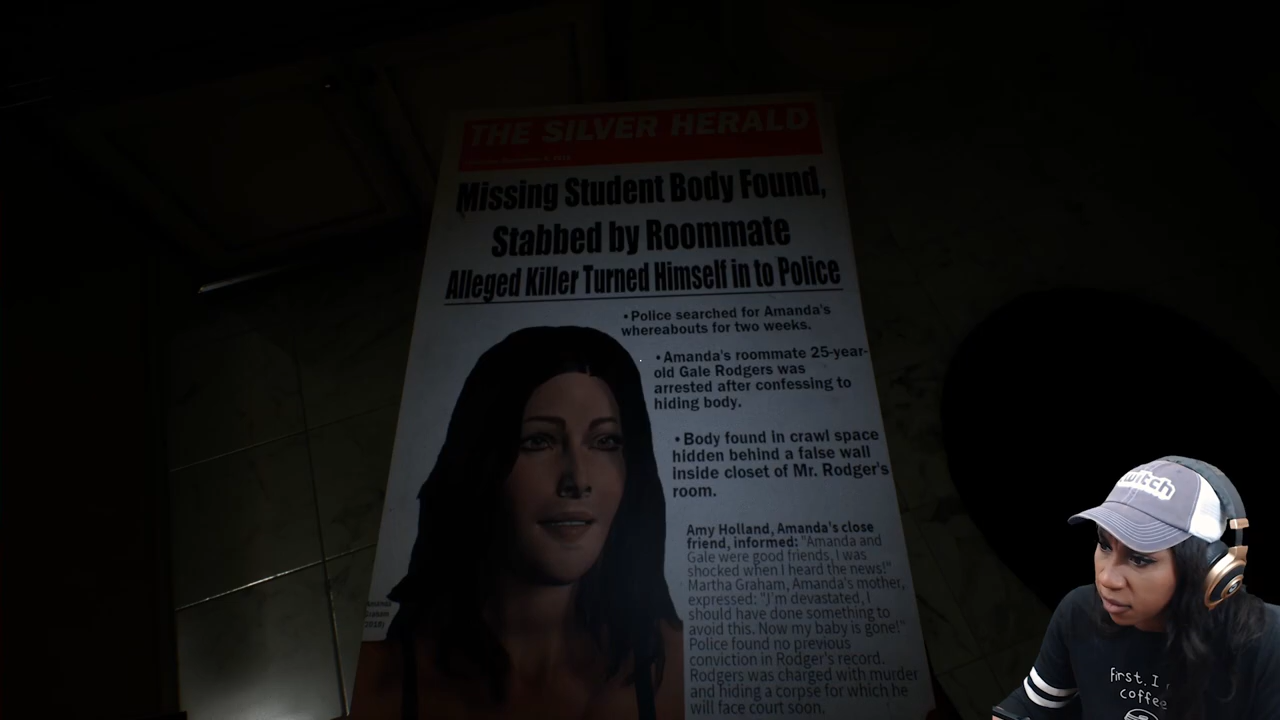 THE SILVER HERALD
Missing Student Body Found,
Stabbed by Roommate
Alleged Killer Turned Himself in to Police
•Police searched for Amanda's
whereabouts for two weeks.
•Amanda's roommate 25-year-
old Gale Rodgers was
arrested after confessing to
hiding body.
•Body found in crawl space
hidden behind a false wall
inside closet of Mr. Rodger's
room.
Amy Holland, Amanda's close
friend, informed: "Amanda and
Gale were good friends, I was
shocked when I heard the news!"
Martha Graham, Amanda's mother,
expressed: "I'm devastated, I
should have done something to
avoid this. Now my baby is gone!"
Police found no previous
conviction in Rodger's record.
Rodgers was charged with murder
and hiding a corpse for which he
will face court soon.
twitch
first, I
coffee